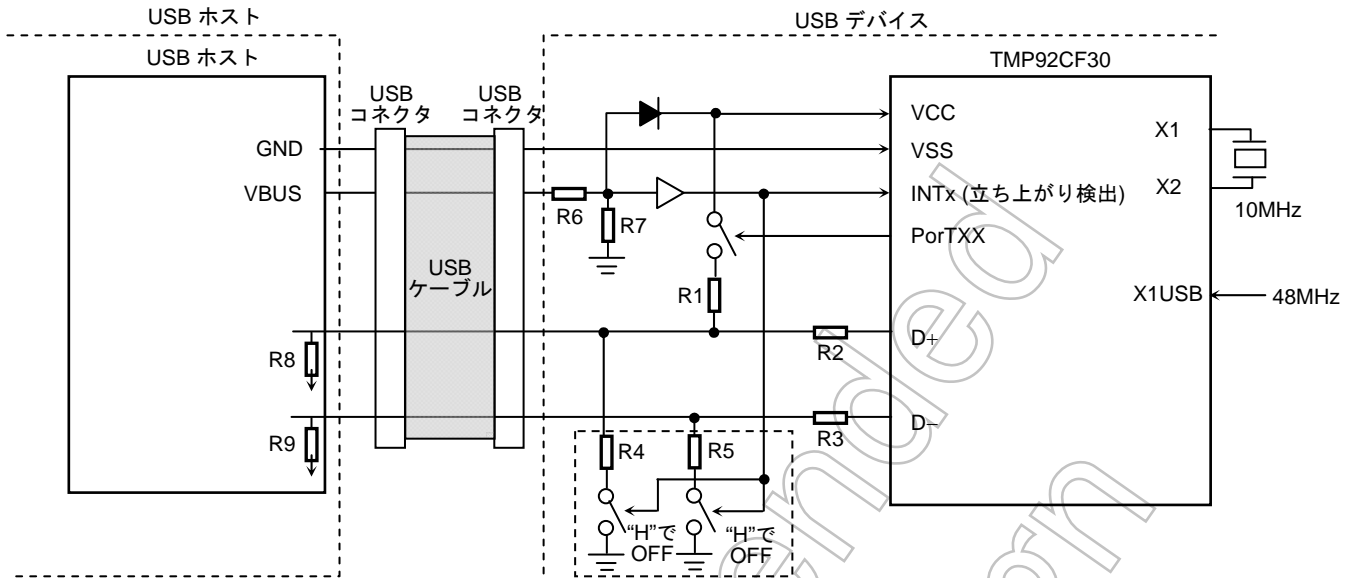 USB ホスト
USB デバイス
USB ホスト
TMP92CF30
USB
コネクタ
USB
コネクタ
VCC
X1
GND
VSS
VBUS
INTx (立ち上がり検出)
X2
R6
R7
10MHz
PorTXX
USB
ケーブル
R1
X1USB
48MHz
R8
R2
D+
R9
R3
D−
R4
R5
“H”で
OFF
“H”で
OFF
ended
rn